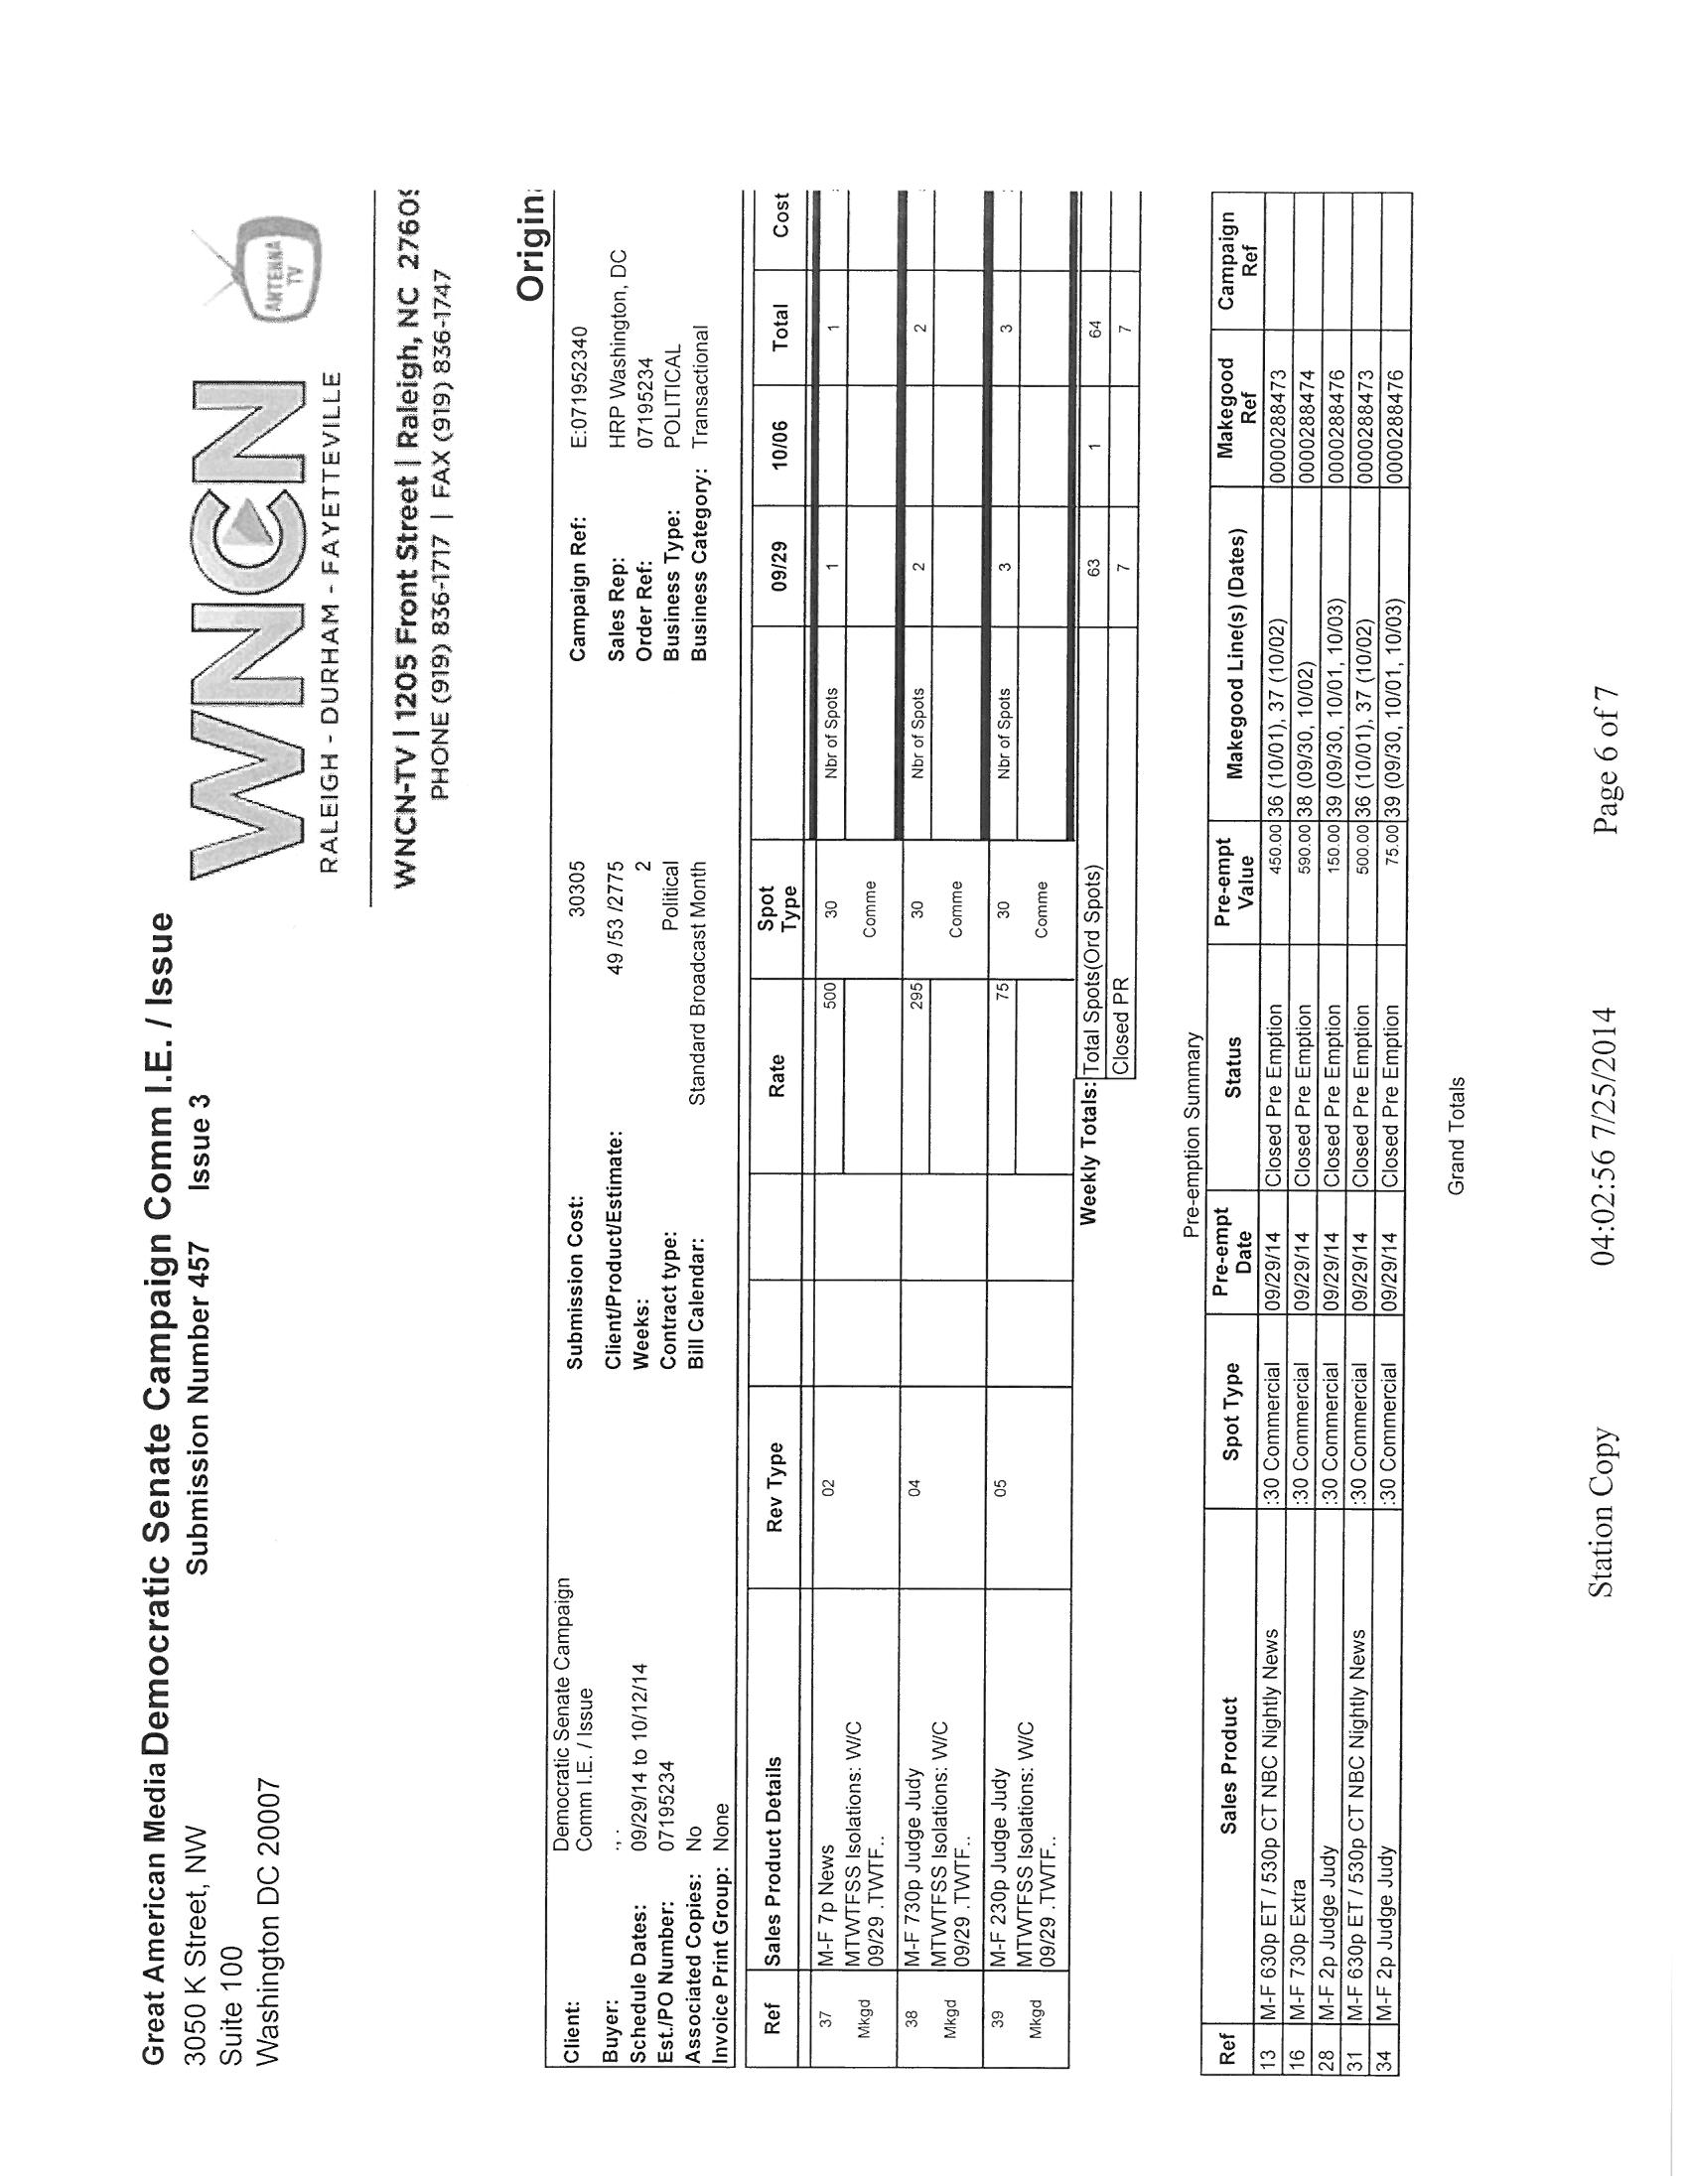 Great American Media Democratic Senate Campaign Comm I.E. / Issue
3050 K Street, NW Submission Number 457 Issue 3
Suite 100
Washington DC 20007
WNCN
ANTENNA TV
RALEIGH - DURHAM - FAYETTEVILLE
WNCN-TV | 1205 Front Street | Raleigh, NC 2760
PHONE (919) 836-1717 | FAX (919) 836-1747
Origin
Client: Democratic Senate Campaign Comm I.E. / Issue Submission Cost: 30305 Campaign Ref: E:071952340
Buyer: ., . Client/Product/Estimate: 49 /53 /2775 Sales Rep: HRP Washington, DC
Schedule Dates: 09/29/14 to 10/12/14 Weeks: 2 Order Ref: 07195234
Est./PO Number: 07195234 Contract type: Political Business Type: POLITICAL
Associated Copies: No Bill Calendar: Standard Broadcast Month Business Category: Transactional
Invoice Print Group: None
Ref Sales Product Details Rev Type Rate Spot Type 09/29 10/06 Total Cost
37 M-F 7p News 02 500 30 Nbr of Spots 1 1
Mkgd MTWTFSS Isolations: W/C Comme
09/29 .TWTF..
38 M-F 730p Judge Judy 04 295 30 Nbr of Spots 2 2
Mkgd MTWTFSS Isolations: W/C Comme
09/29 .TWTF..
39 M-F 230p Judge Judy 05 75 30 Nbr of Spots 3 3
Mkgd MTWTFSS Isolations: W/C Comme
09/29 .TWTF..
Weekly Totals: Total Spots(Ord Spots) 63 1 64
Closed PR 7 7
Pre-emption Summary
Ref Sales Product Spot Type Pre-empt Date Status Pre-empt Value Makegood Line(s) (Dates) Makegood Ref Campaign Ref
13 M-F 630p ET / 530p CT NBC Nightly News :30 Commercial 09/29/14 Closed Pre Emption 450.00 36 (10/01), 37 (10/02) 0000288473
16 M-F 730p Extra :30 Commercial 09/29/14 Closed Pre Emption 590.00 38 (09/30, 10/02) 0000288474
28 M-F 2p Judge Judy :30 Commercial 09/29/14 Closed Pre Emption 150.00 39 (09/30, 10/01, 10/03) 0000288476
31 M-F 630p ET / 530p CT NBC Nightly News :30 Commercial 09/29/14 Closed Pre Emption 500.00 36 (10/01), 37 (10/02) 0000288473
34 M-F 2p Judge Judy :30 Commercial 09/29/14 Closed Pre Emption 75.00 39 (09/30, 10/01, 10/03) 0000288476
Grand Totals
Station Copy 04:02:56 7/25/2014 Page 6 of 7